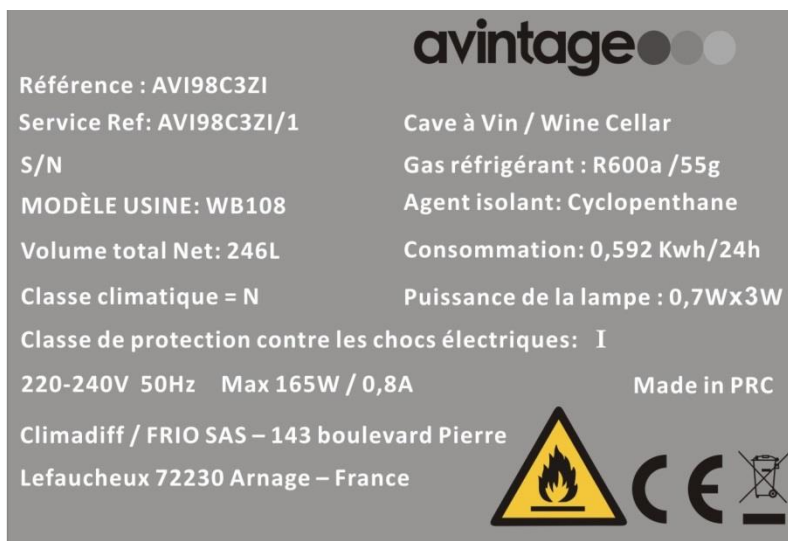 avintage
Référence : AVI98C3ZI
Service Ref: AVI98C3ZI/1
Cave à Vin / Wine Cellar
S/N
Gas réfrigérant : R600a /55g
MODÈLE USINE: WB108
Agent isolant: Cyclopenthane
Volume total Net: 246L
Consommation: 0,592 Kwh/24h
Classe climatique = N
Puissance de la lampe : 0,7Wx3W
Classe de protection contre les chocs électriques: I
220-240V 50Hz Max 165W / 0,8A
Made in PRC
Climadiff / FRIO SAS – 143 boulevard Pierre
Lefaucheux 72230 Arnage – France
CE